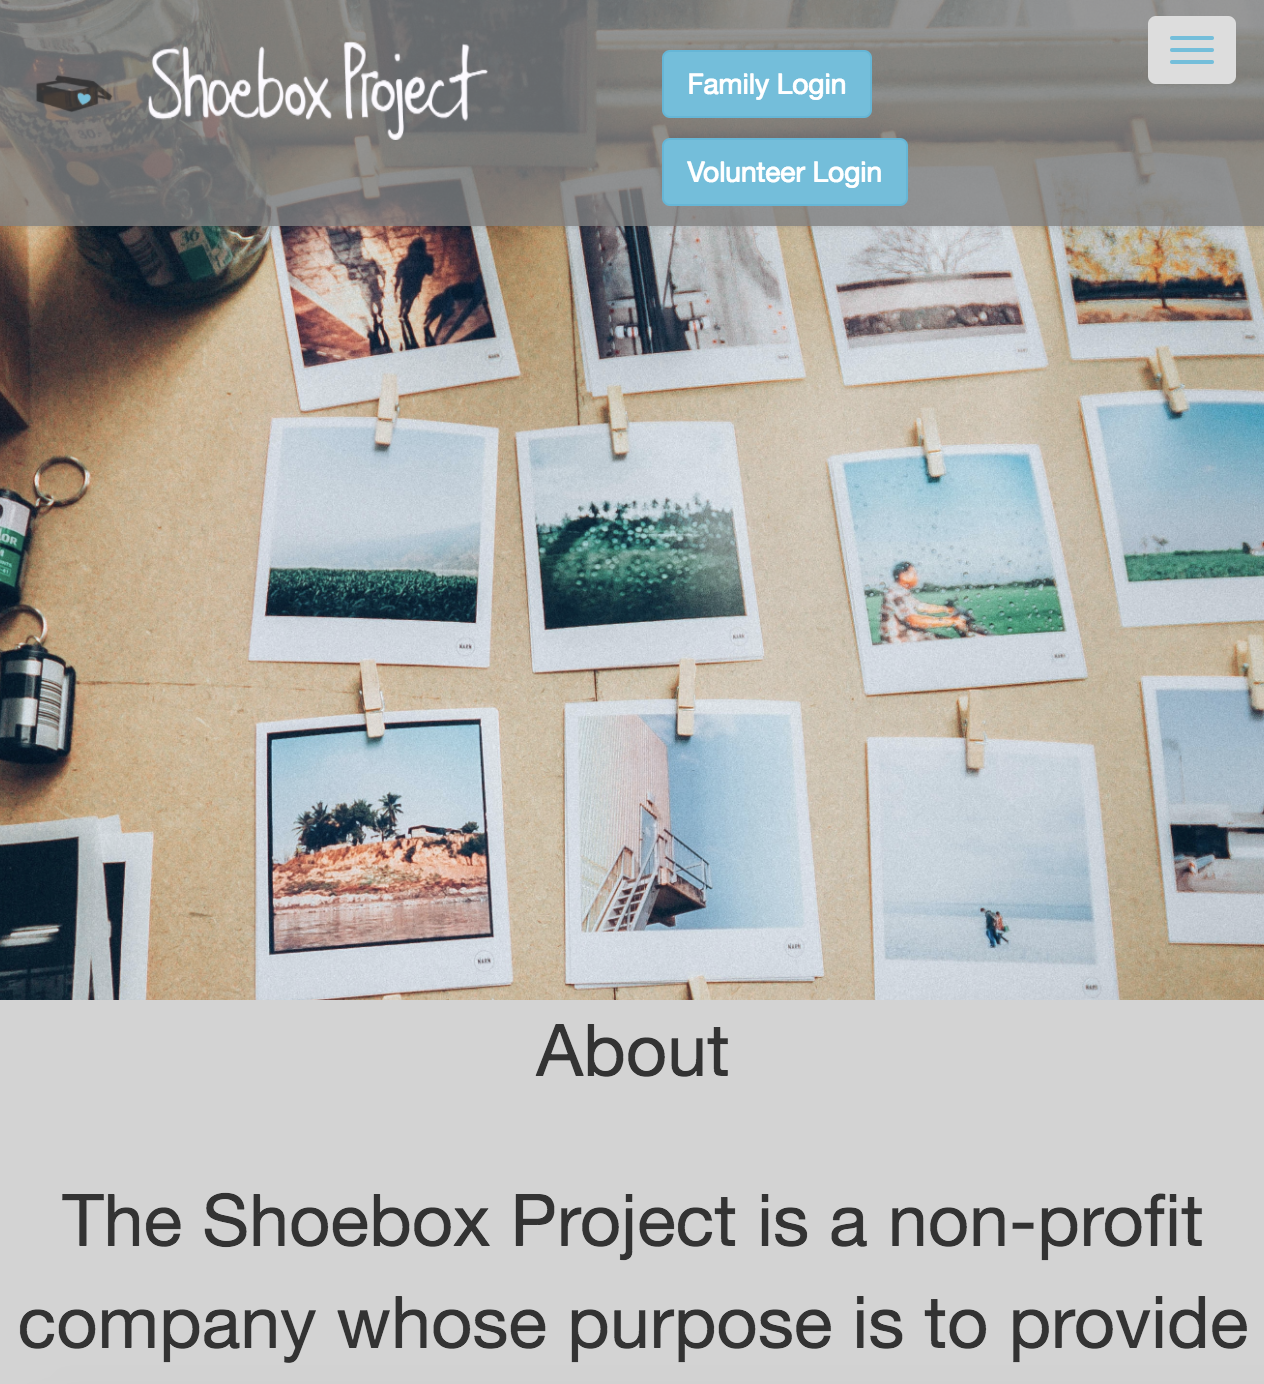 Shoebox Project
Family Login
Volunteer Login
36
About
The Shoebox Project is a non-profit
company whose purpose is to provide